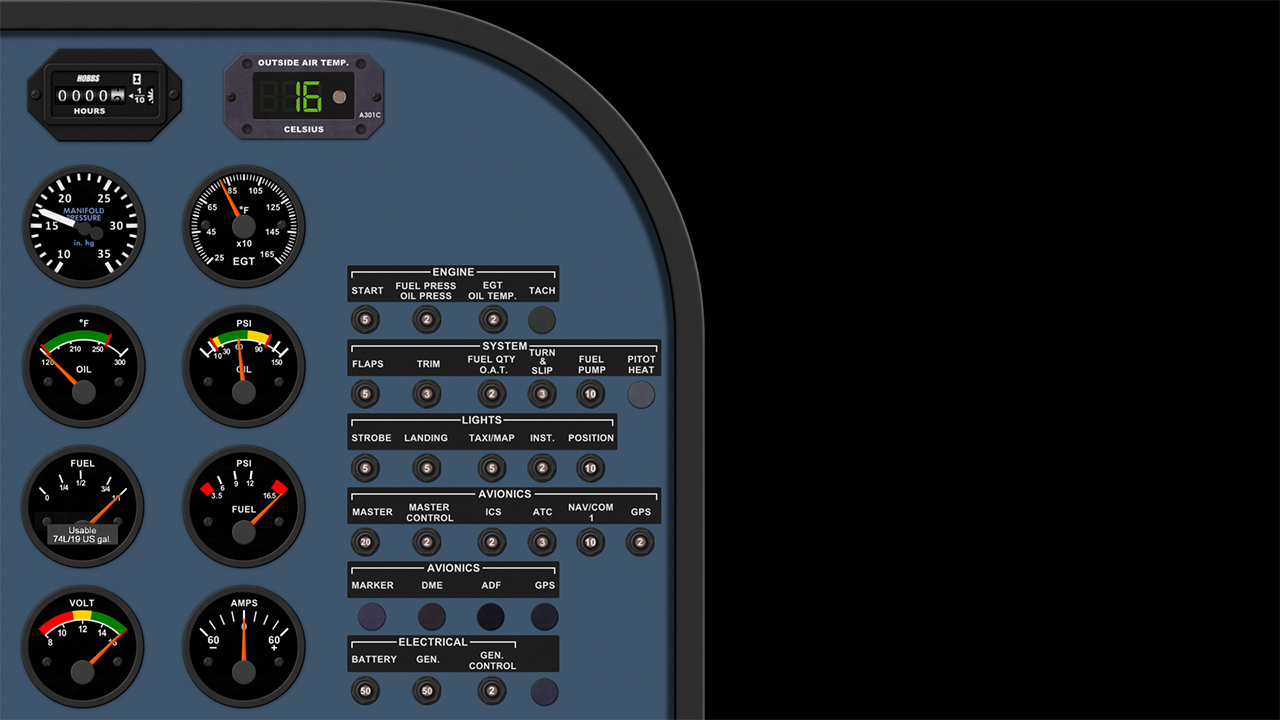 HOBBS
0000
1
10
HOURS
OUTSIDE AIR TEMP.
16
A301C
CELSIUS
20 25
MANIFOLD
PRESSURE
15 30
in. hg
10 35
85 105
65 °F 125
45 145
x10
25 EGT 165
°F
210 250
120 300
OIL
PSI
30 60 90
10 150
OIL
FUEL
1/4 1/2 3/4
0 1
Usable
74L/19 US gal.
PSI
6 9 12
3.5 16.5
FUEL
VOLT
10 12 14
8 16
AMPS
0
60 60
– +
ENGINE
START FUEL PRESS EGT TACH
OIL PRESS OIL TEMP.
5 2 2
SYSTEM
FLAPS TRIM FUEL QTY TURN FUEL PITOT
O.A.T. & SLIP PUMP HEAT
5 3 2 3 10
LIGHTS
STROBE LANDING TAXI/MAP INST. POSITION
5 5 5 2 10
AVIONICS
MASTER MASTER ICS ATC NAV/COM GPS
CONTROL 1
20 2 2 3 10 2
AVIONICS
MARKER DME ADF GPS
ELECTRICAL
BATTERY GEN. GEN.
CONTROL
50 50 2